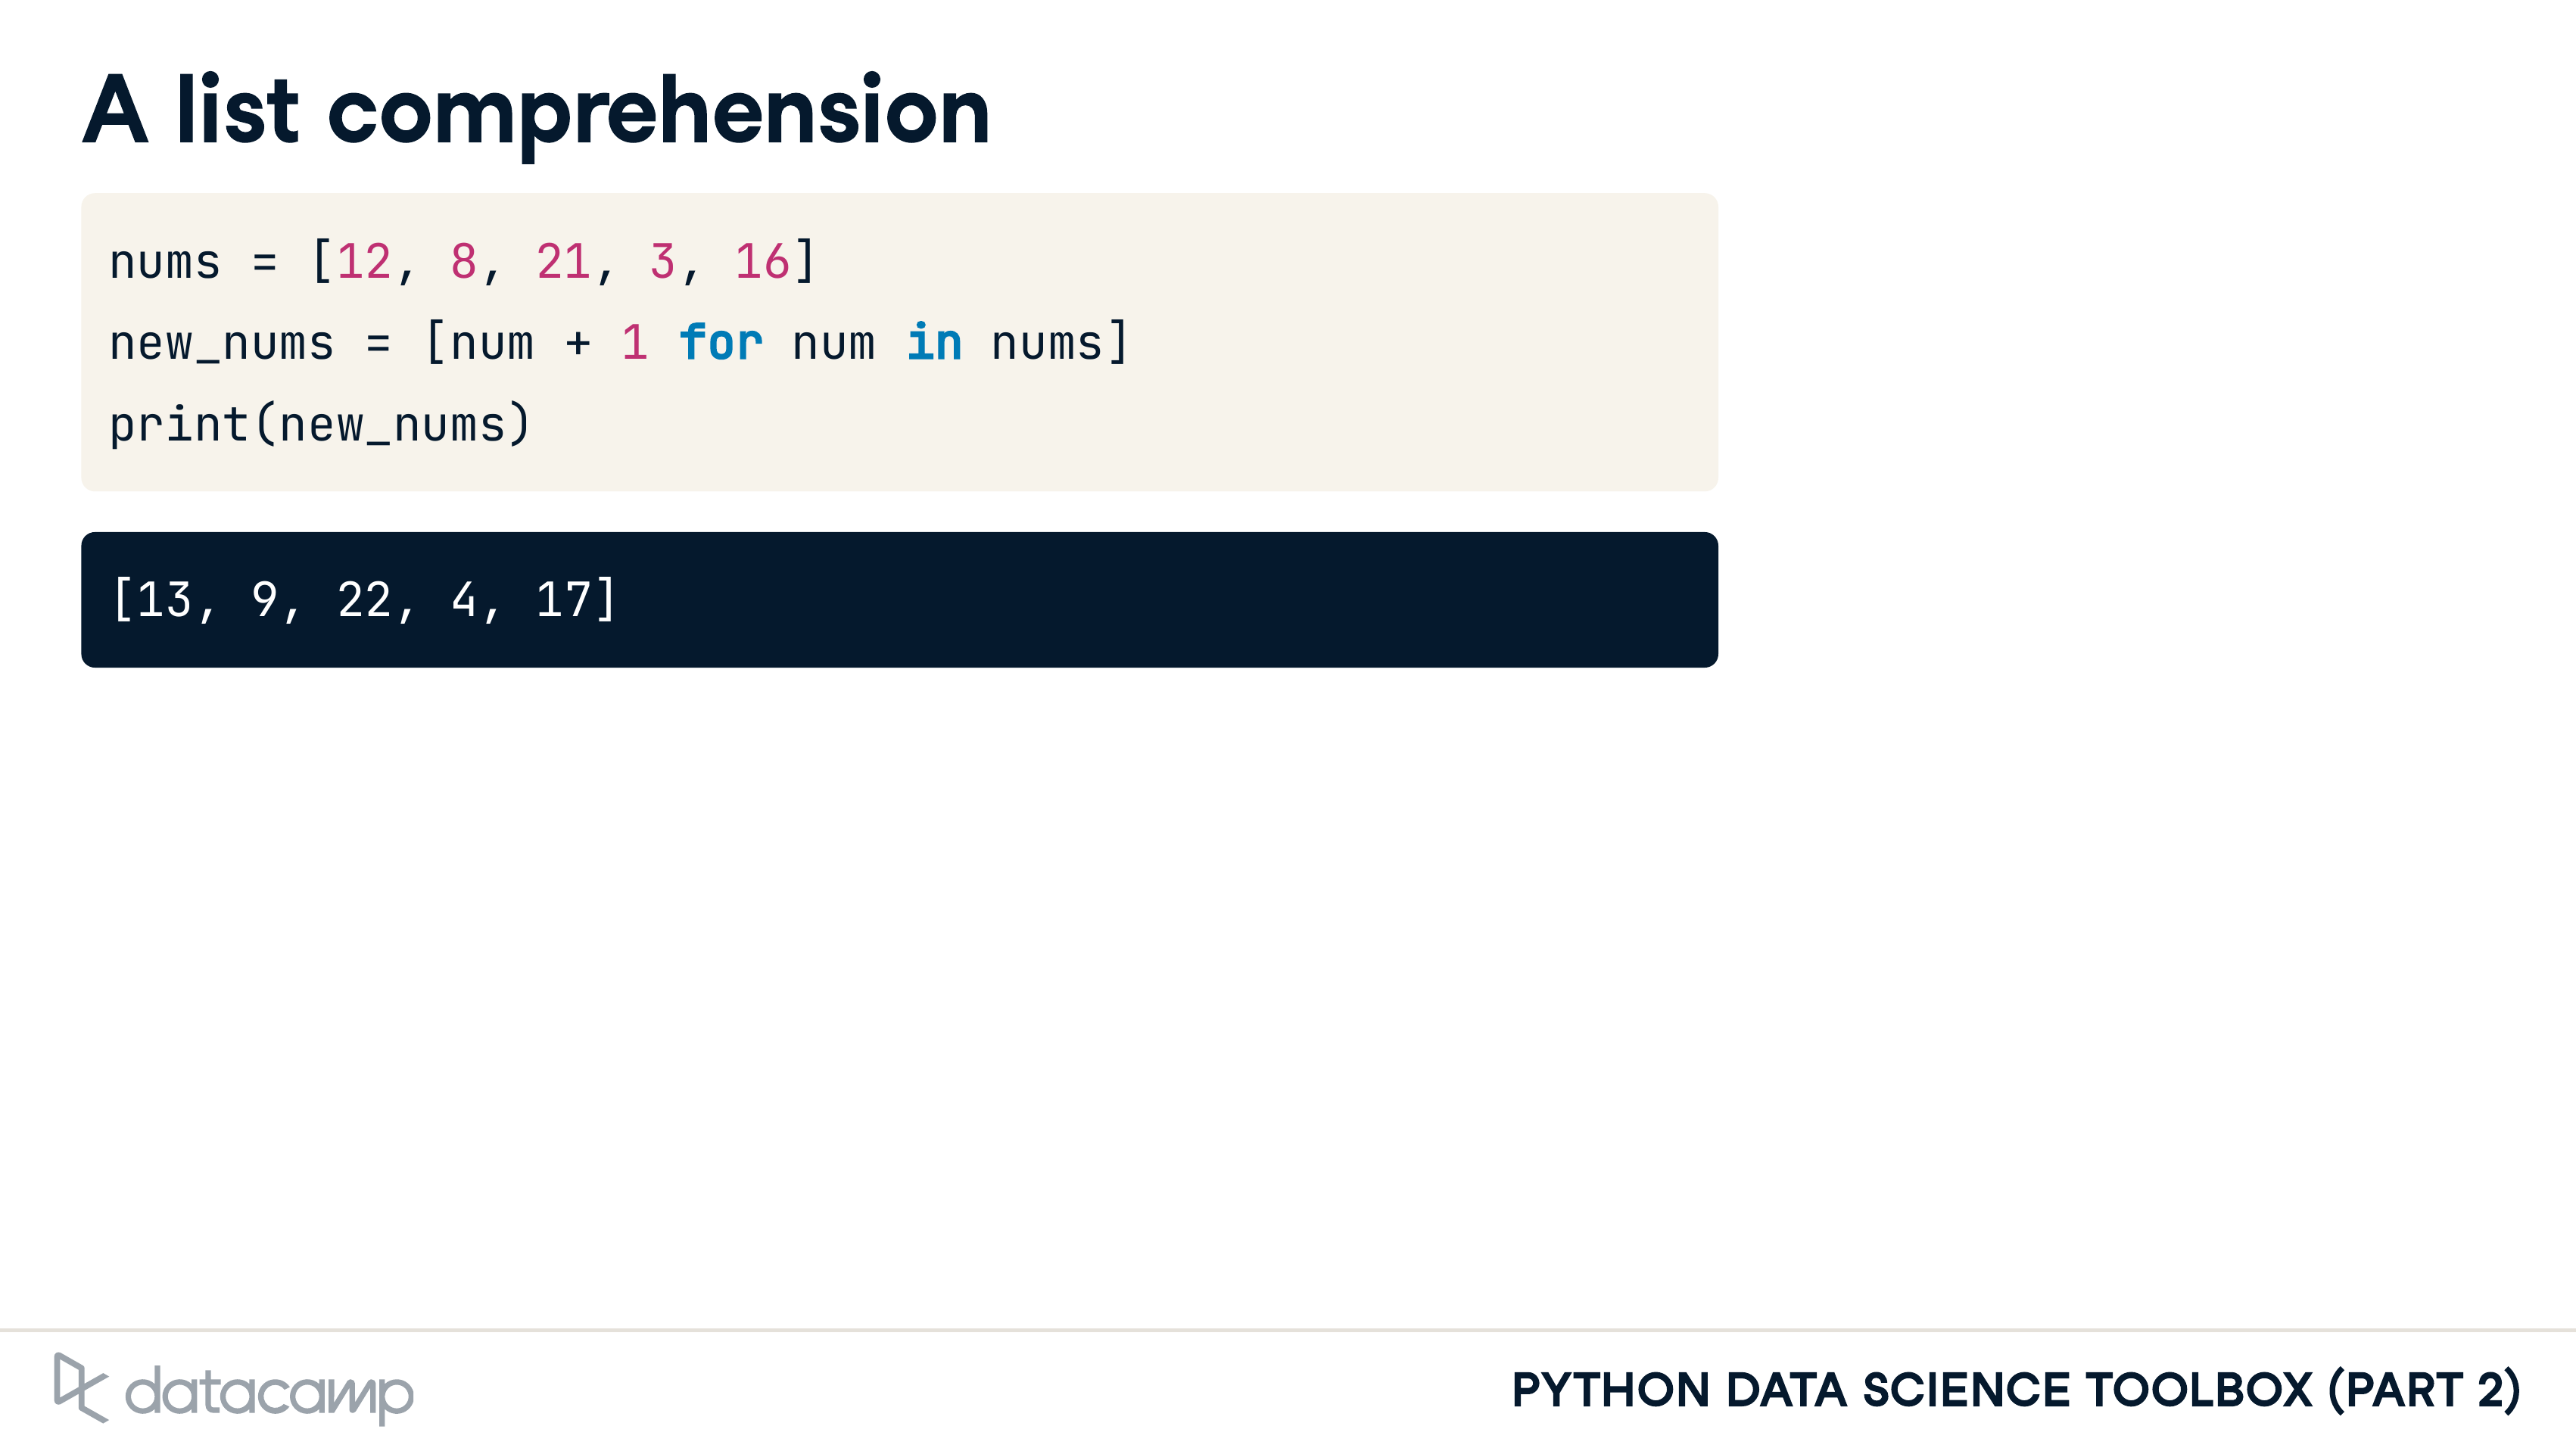 A list comprehension
nums = [12, 8, 21, 3, 16]
new_nums = [num + 1 for num in nums]
print(new_nums)
[13, 9, 22, 4, 17]
datacamp
PYTHON DATA SCIENCE TOOLBOX (PART 2)